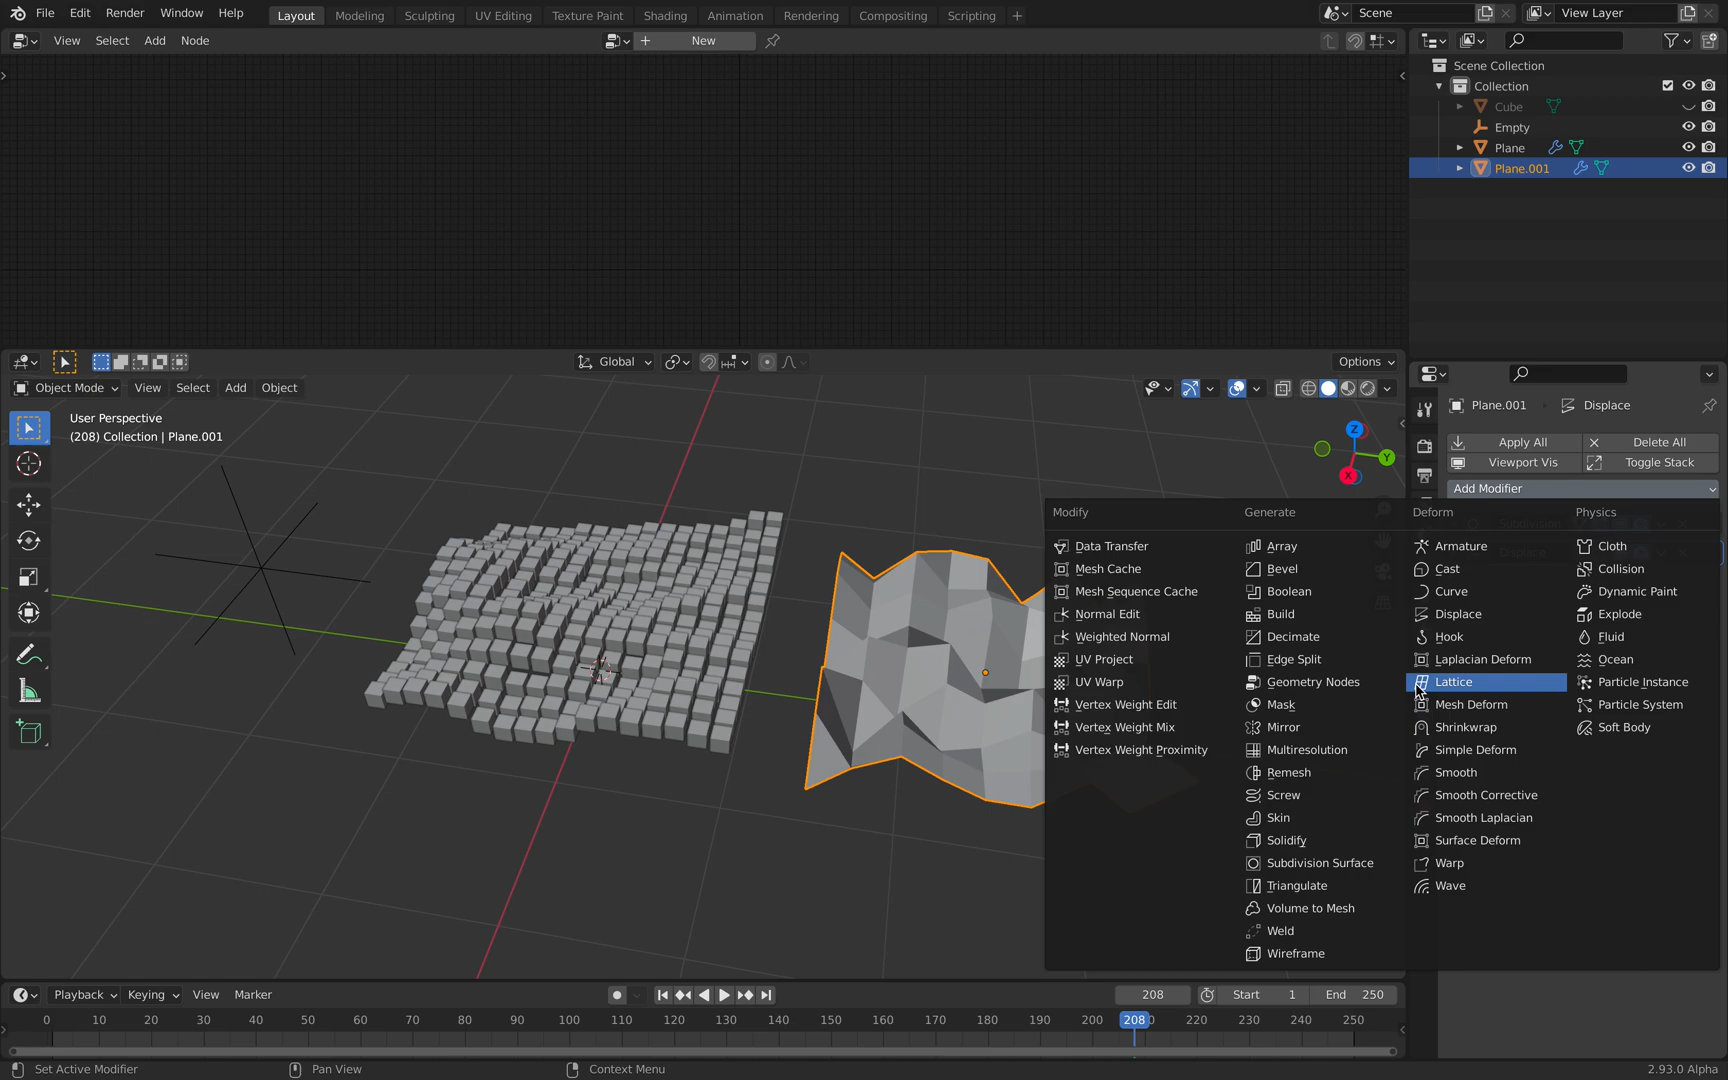 File Edit Render Window Help Layout Modeling Sculpting UV Editing Texture Paint Shading Animation Rendering Compositing Scripting + Scene View Layer
View Select Add Node + New
Scene Collection
Collection
Cube
Empty
Plane
Plane.001
Global Options
Object Mode View Select Add Object
User Perspective
(208) Collection | Plane.001
Z
Y
X
Plane.001 Displace
Apply All Delete All
Viewport Vis Toggle Stack
Add Modifier
Modify Generate Deform Physics
Subdivision
Data Transfer Array Armature Cloth
Mesh Cache Bevel Cast Collision
Mesh Sequence Cache Boolean Curve Dynamic Paint
Normal Edit Build Displace Explode
Weighted Normal Decimate Hook Fluid
UV Project Edge Split Laplacian Deform Ocean
UV Warp Geometry Nodes Lattice Particle Instance
Vertex Weight Edit Mask Mesh Deform Particle System
Vertex Weight Mix Mirror Shrinkwrap Soft Body
Vertex Weight Proximity Multiresolution Simple Deform
Remesh Smooth
Screw Smooth Corrective
Skin Smooth Laplacian
Solidify Surface Deform
Subdivision Surface Warp
Triangulate Wave
Volume to Mesh
Weld
Wireframe
Playback Keying View Marker 208 Start 1 End 250
0 10 20 30 40 50 60 70 80 90 100 110 120 130 140 150 160 170 180 190 200 208 220 230 240 250
Set Active Modifier Pan View Context Menu 2.93.0 Alpha